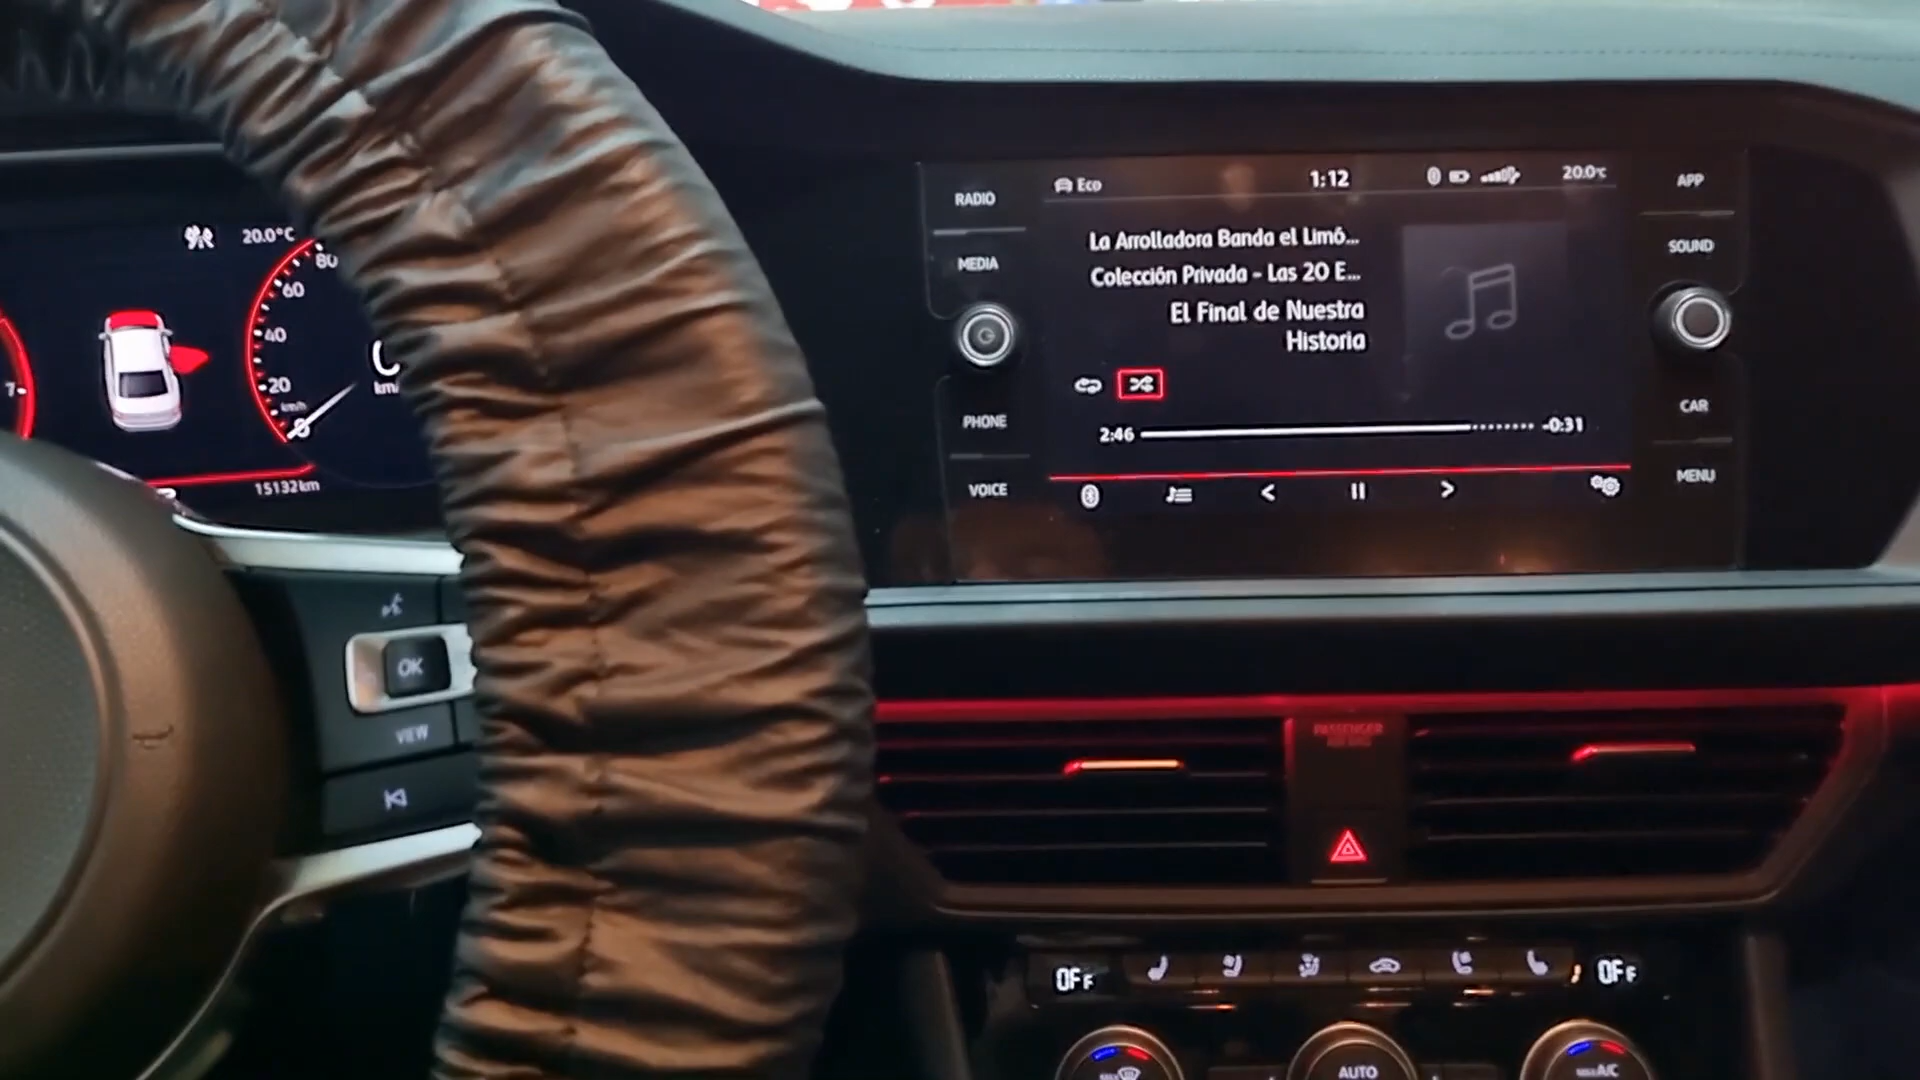 20.0°C
80
60
40
20
km/h
7
15132km
OK
VIEW
RADIO
MEDIA
PHONE
VOICE
Eco
1:12
20.0°C
La Arrolladora Banda el Limó...
Colección Privada - Las 20 E...
El Final de Nuestra
Historia
2:46
-0:31
APP
SOUND
CAR
MENU
PASSENGER
OFF
OFF
AUTO
A/C